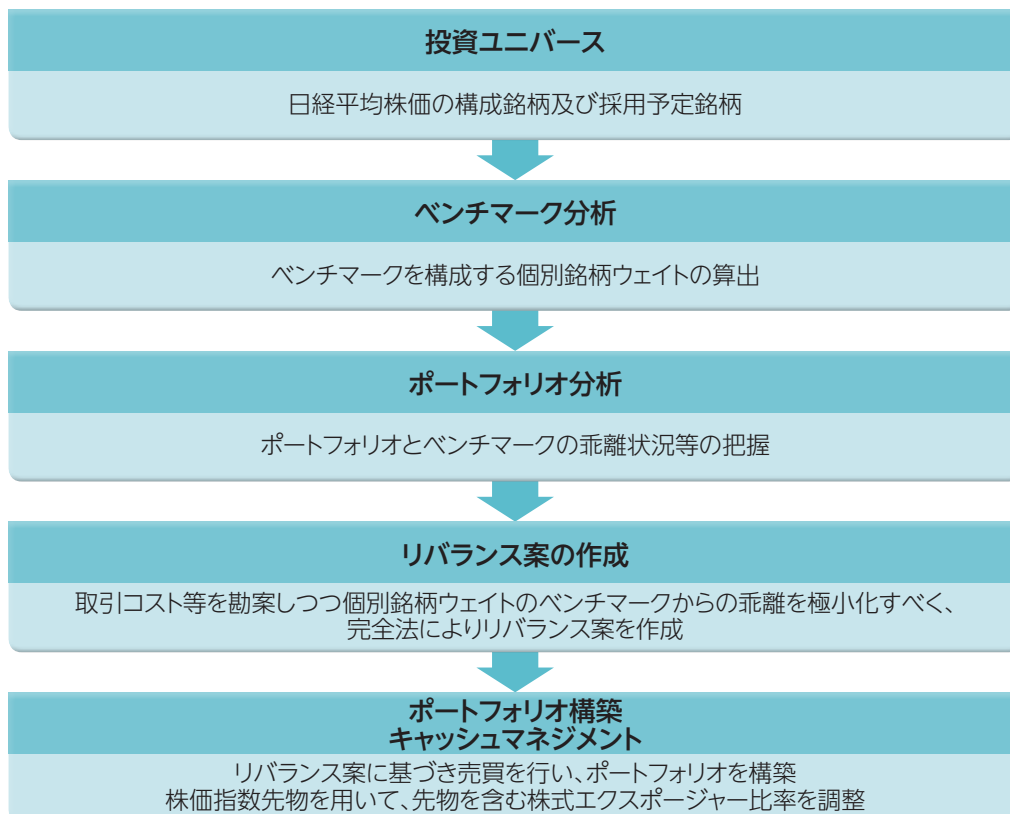 投資ユニバース
日経平均株価の構成銘柄及び採用予定銘柄
ベンチマーク分析
ベンチマークを構成する個別銘柄ウェイトの算出
ポートフォリオ分析
ポートフォリオとベンチマークの乖離状況等の把握
リバランス案の作成
取引コスト等を勘案しつつ個別銘柄ウェイトのベンチマークからの乖離を極小化すべく、
完全法によりリバランス案を作成
ポートフォリオ構築
キャッシュマネジメント
リバランス案に基づき売買を行い、ポートフォリオを構築
株価指数先物を用いて、先物を含む株式エクスポージャー比率を調整